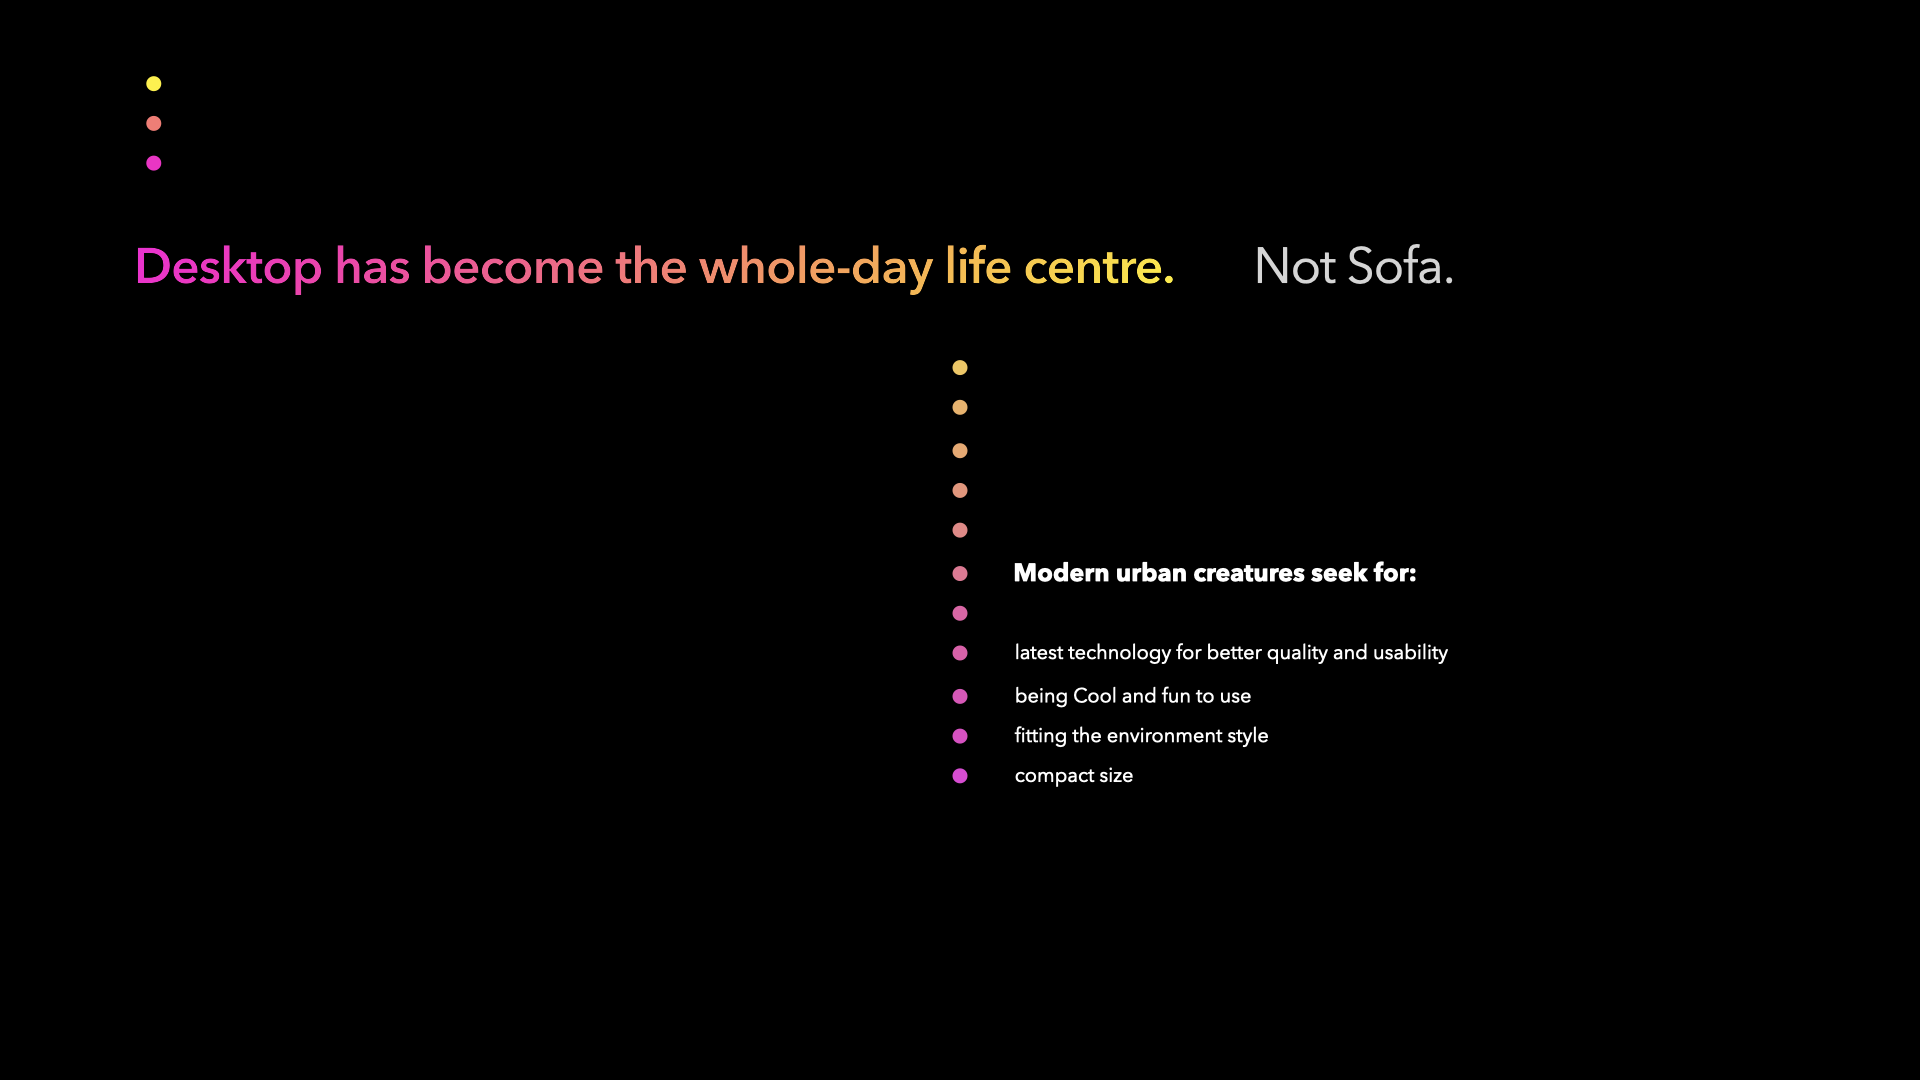 Desktop has become the whole-day life centre. Not Sofa.
Modern urban creatures seek for:
latest technology for better quality and usability
being Cool and fun to use
fitting the environment style
compact size